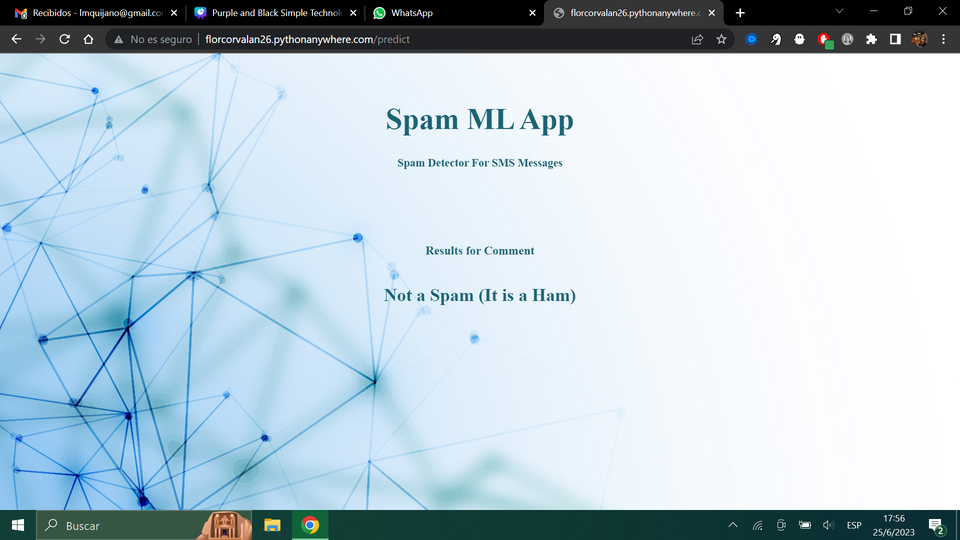 Recibidos - lmquijano@gmail.co
Purple and Black Simple Technolo
WhatsApp
florcorvalan26.pythonanywhere.c
No es seguro
florcorvalan26.pythonanywhere.com/predict
Spam ML App
Spam Detector For SMS Messages
Results for Comment
Not a Spam (It is a Ham)
Buscar
ESP
17:56
25/6/2023
2